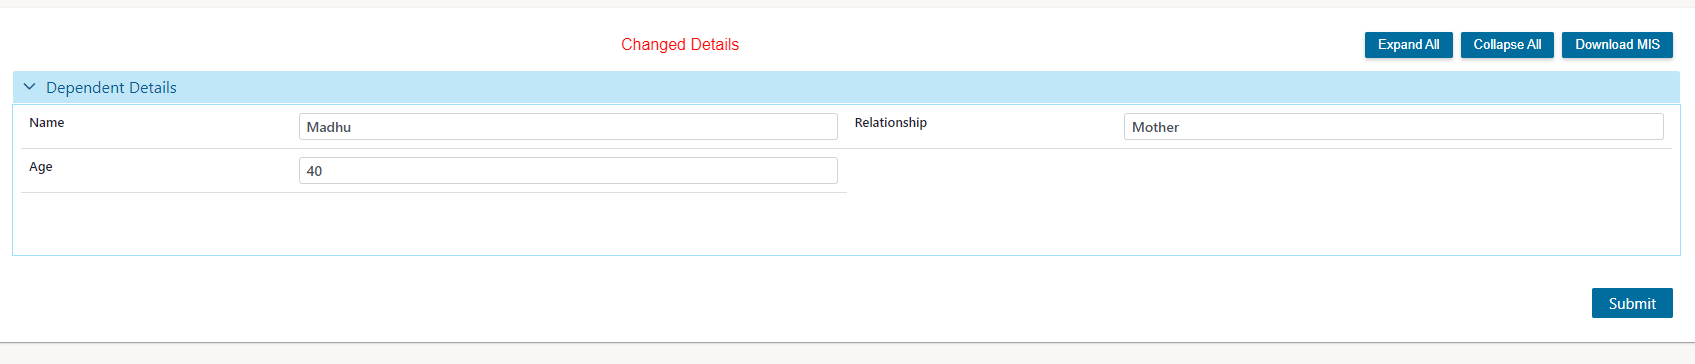 Changed Details
Expand All Collapse All Download MIS
Dependent Details
Name Madhu Relationship Mother
Age 40
Submit